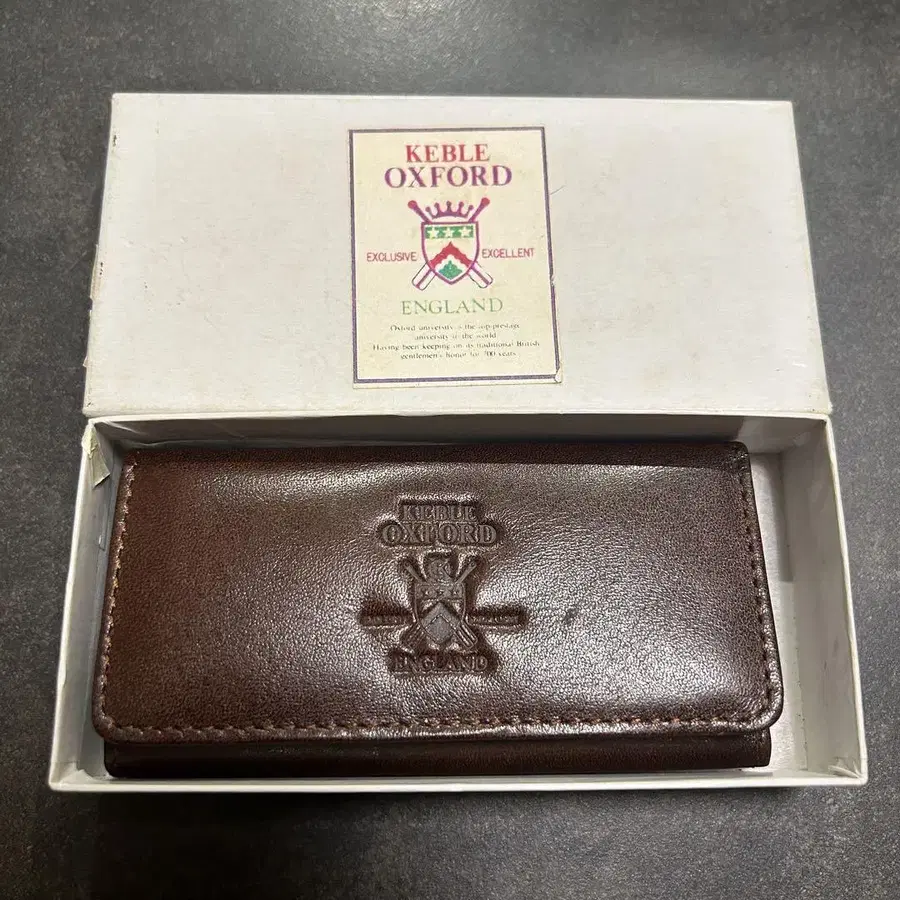 KEBLE
OXFORD
EXCLUSIVE EXCELLENT
ENGLAND
Oxford university is the top-prestage
university in the world
Having been keeping on its traditional British
gentlemen's honor for 700 years
KEBLE
OXFORD
ENGLAND